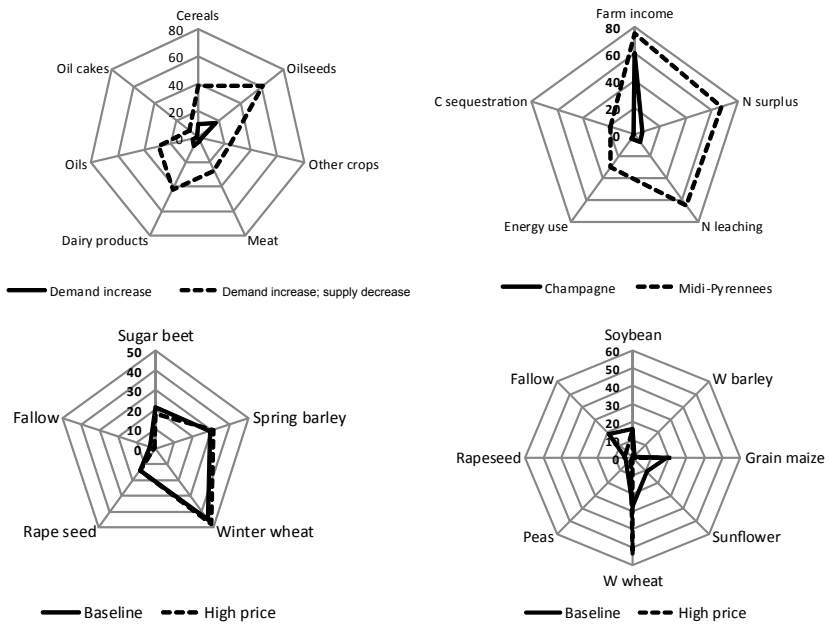 Cereals
80
60
40
20
0
Oil cakes
Oilseeds
Oils
Other crops
Dairy products
Meat
Demand increase
Demand increase; supply decrease
Farm income
80
60
40
20
0
C sequestration
N surplus
Energy use
N leaching
Champagne
Midi-Pyrennees
Sugar beet
50
40
30
20
10
0
Fallow
Spring barley
Rape seed
Winter wheat
Baseline
High price
Soybean
60
50
40
30
20
10
0
Fallow
W barley
Rapeseed
Grain maize
Peas
Sunflower
W wheat
Baseline
High price